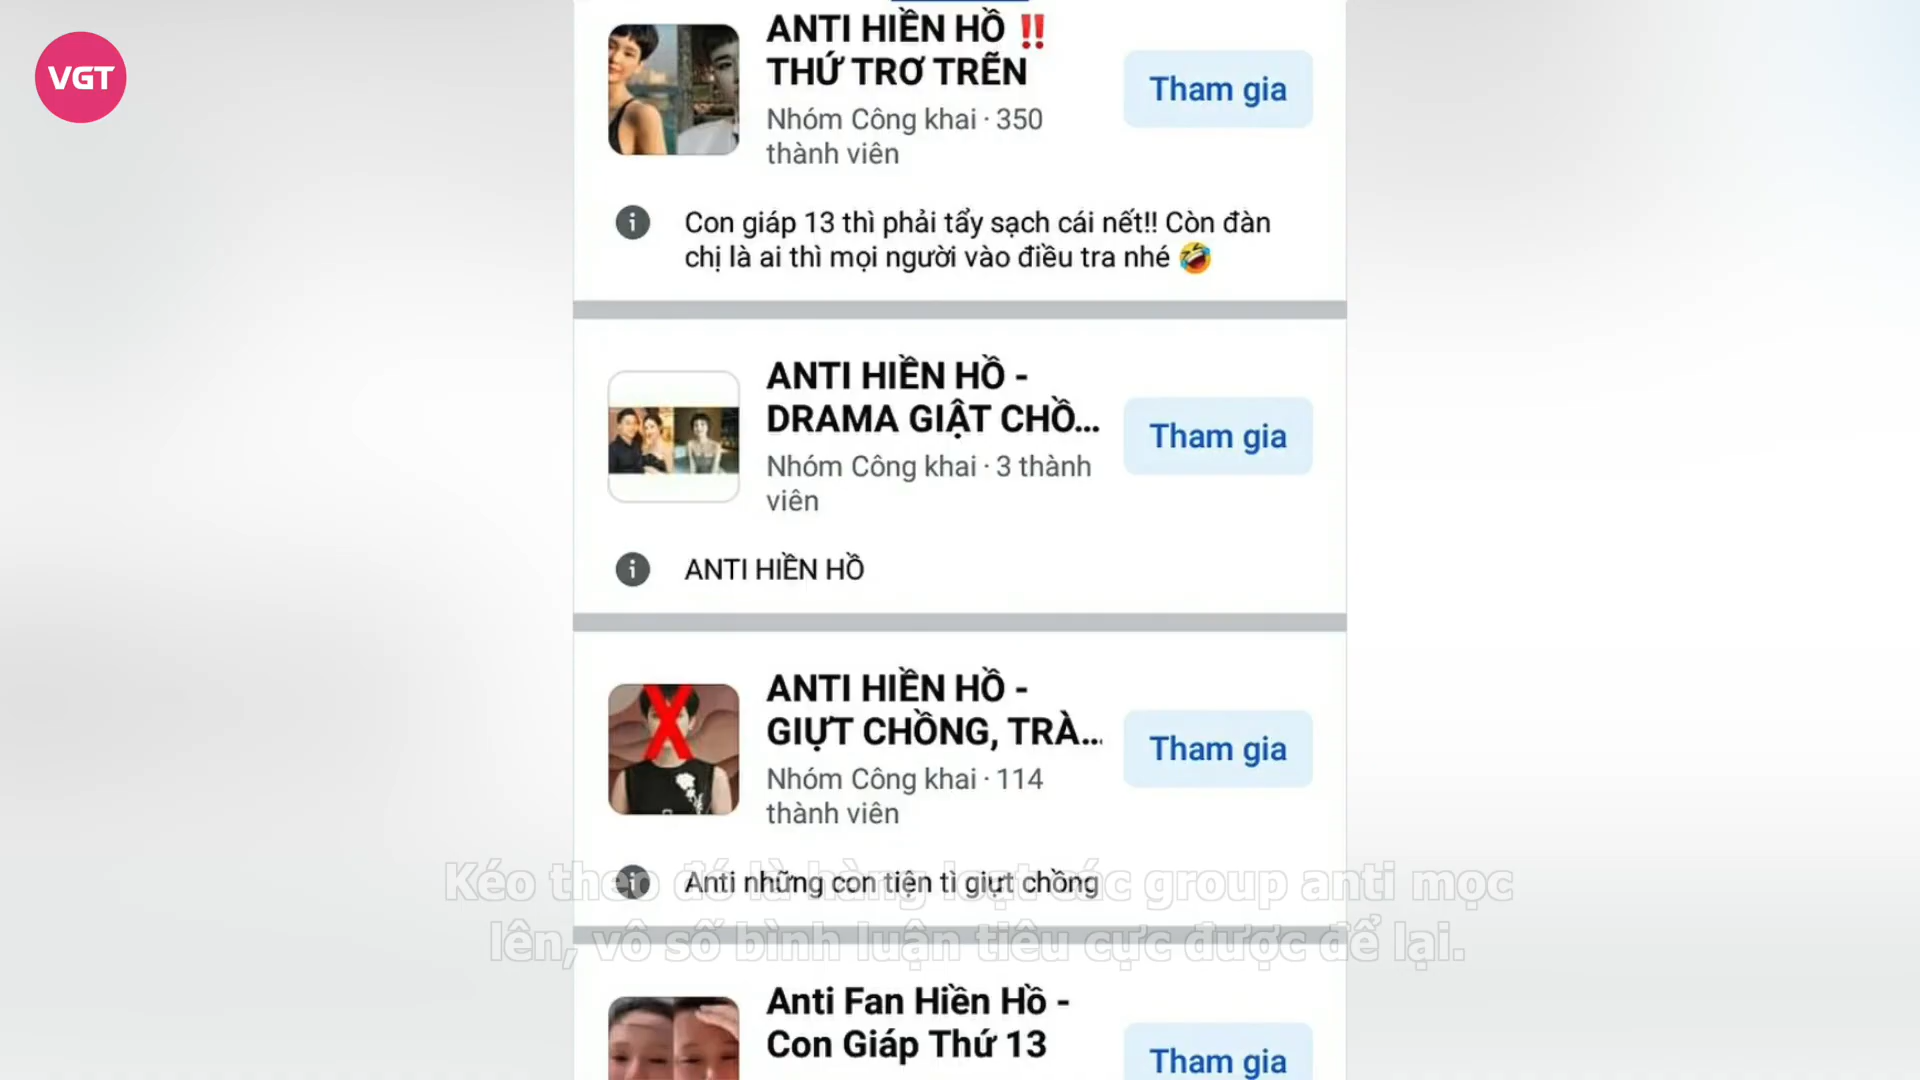 VGT
ANTI HIỀN HỒ ‼️
THỨ TRƠ TRẼN
Nhóm Công khai · 350
thành viên
Tham gia
Con giáp 13 thì phải tẩy sạch cái nết!! Còn đàn
chị là ai thì mọi người vào điều tra nhé 🤣
ANTI HIỀN HỒ -
DRAMA GIẬT CHỒ...
Nhóm Công khai · 3 thành
viên
Tham gia
ANTI HIỀN HỒ
ANTI HIỀN HỒ -
GIỰT CHỒNG, TRÀ...
Nhóm Công khai · 114
thành viên
Tham gia
Anti những con tiện tì giựt chồng
Kéo theo đó là hàng loạt các group anti mọc
lên, vô số bình luận tiêu cực được để lại.
Anti Fan Hiền Hồ -
Con Giáp Thứ 13
Tham gia